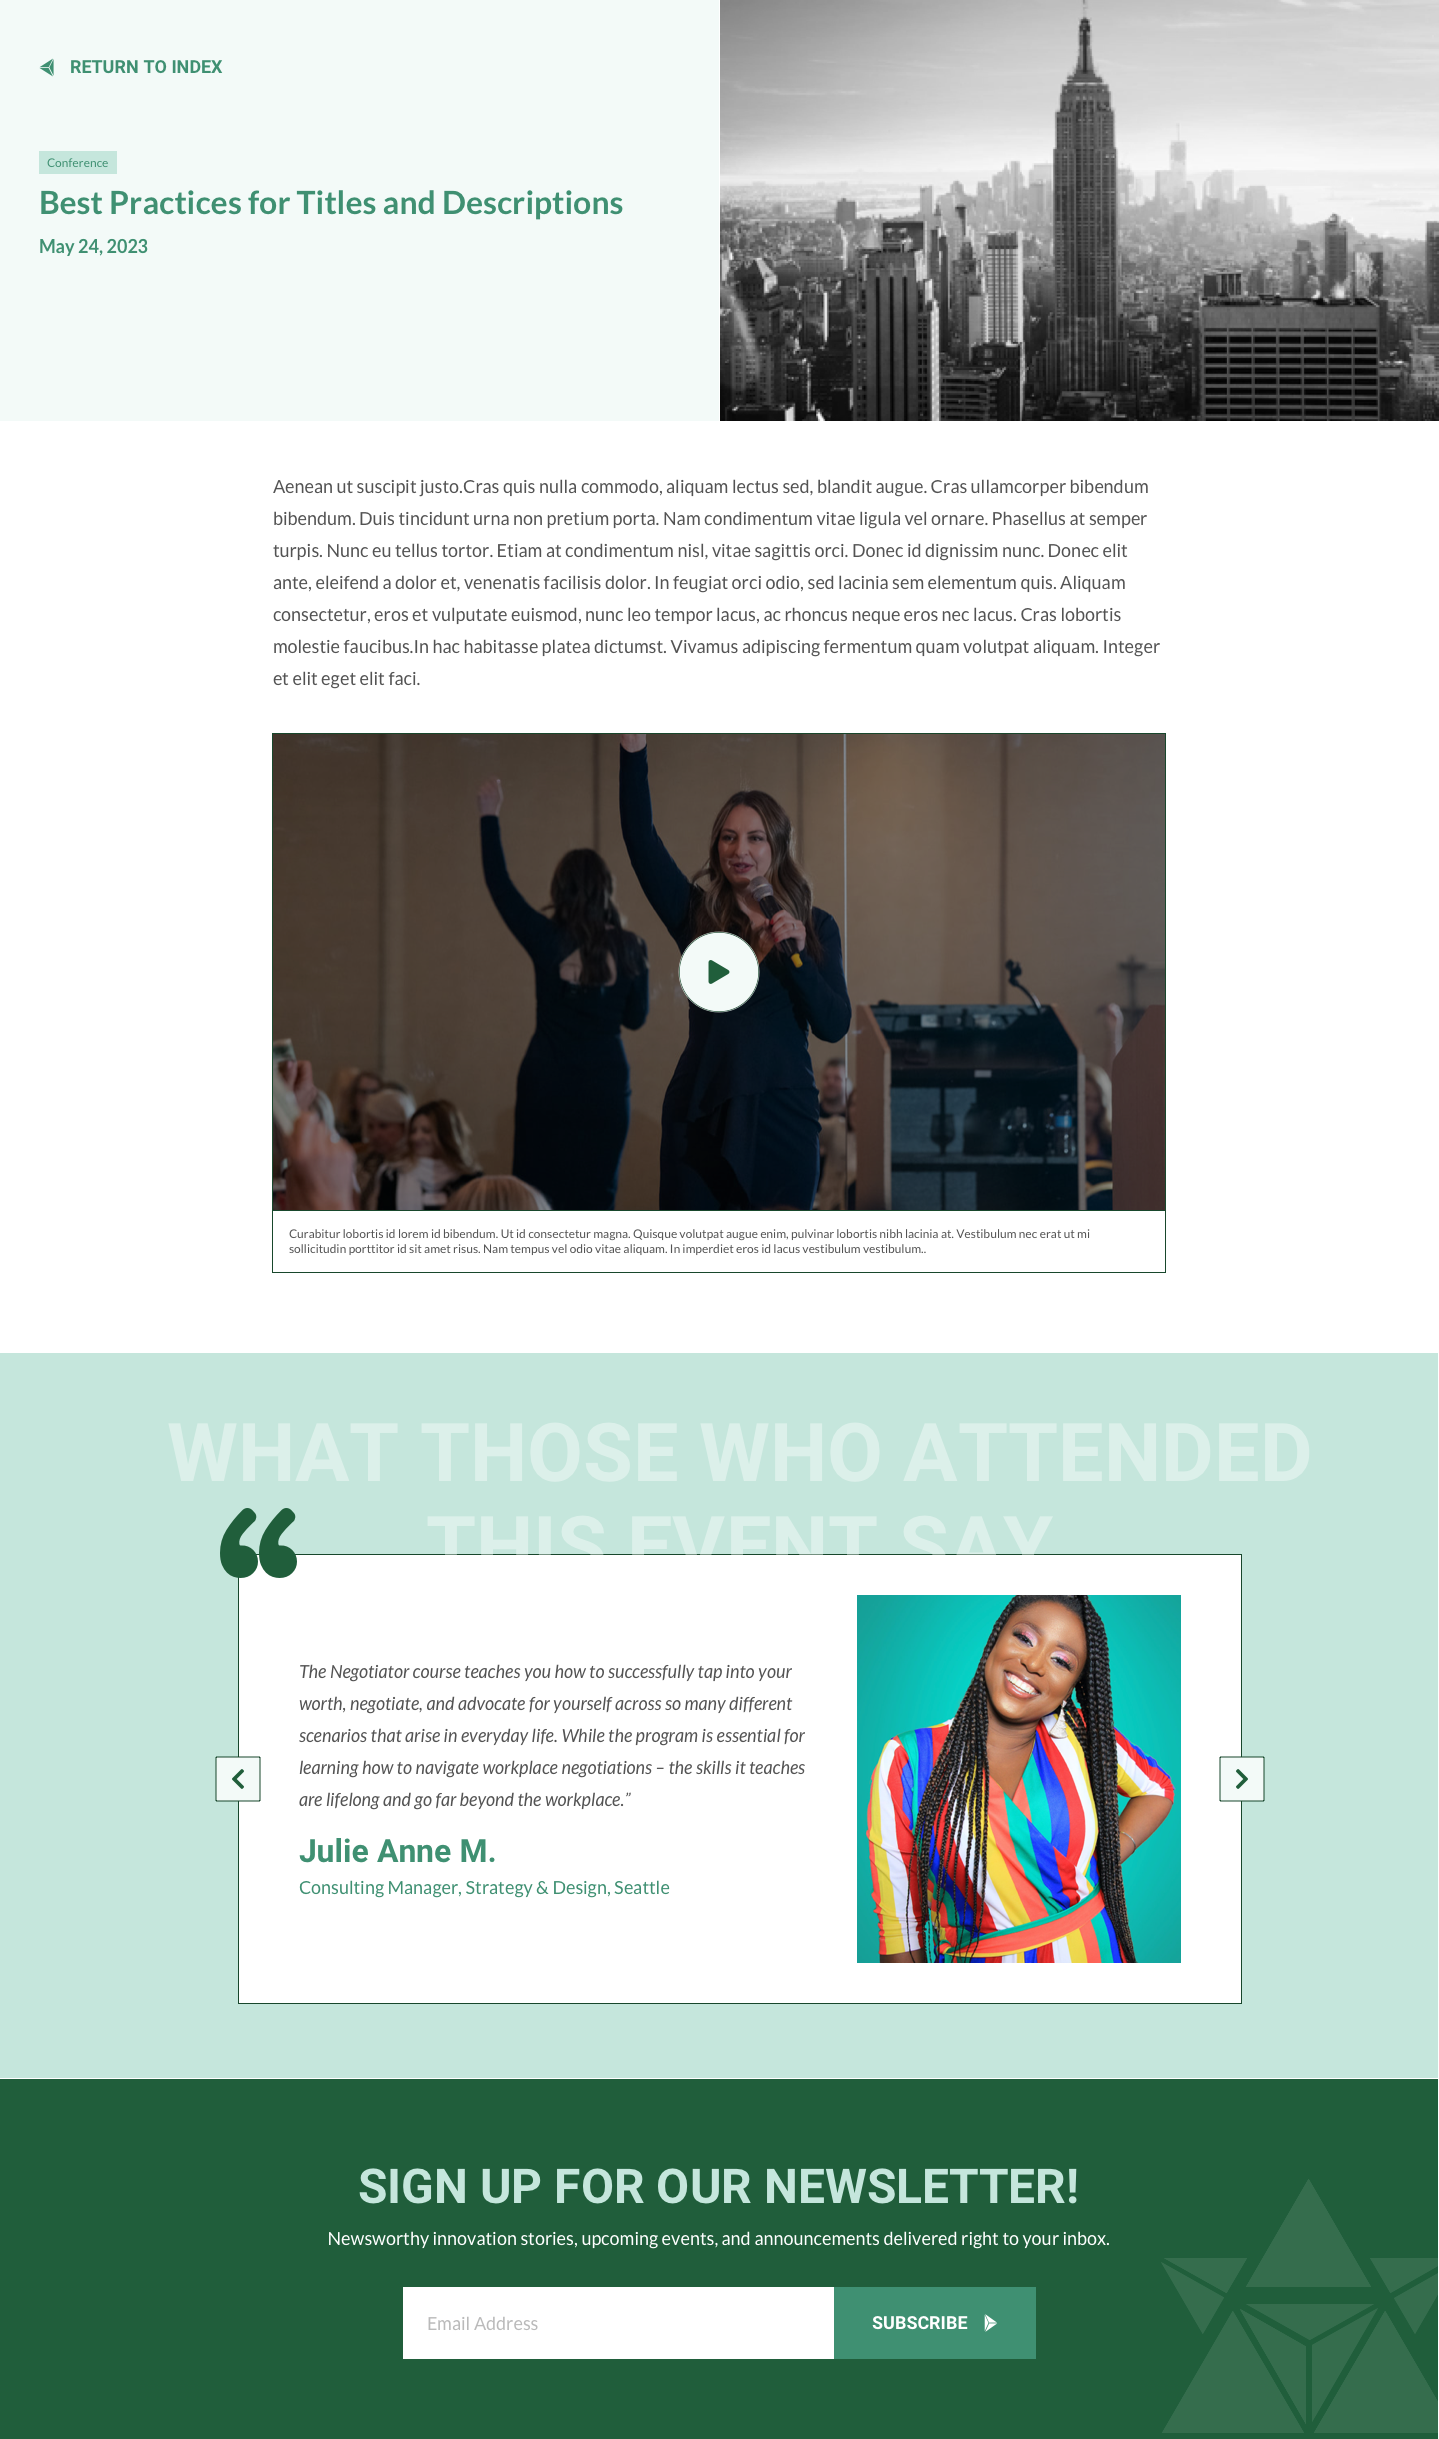 RETURN TO INDEX
Conference
Best Practices for Titles and Descriptions
May 24, 2023
Aenean ut suscipit justo.Cras quis nulla commodo, aliquam lectus sed, blandit augue. Cras ullamcorper bibendum
bibendum. Duis tincidunt urna non pretium porta. Nam condimentum vitae ligula vel ornare. Phasellus at semper
turpis. Nunc eu tellus tortor. Etiam at condimentum nisl, vitae sagittis orci. Donec id dignissim nunc. Donec elit
ante, eleifend a dolor et, venenatis facilisis dolor. In feugiat orci odio, sed lacinia sem elementum quis. Aliquam
consectetur, eros et vulputate euismod, nunc leo tempor lacus, ac rhoncus neque eros nec lacus. Cras lobortis
molestie faucibus.In hac habitasse platea dictumst. Vivamus adipiscing fermentum quam volutpat aliquam. Integer
et elit eget elit faci.
Curabitur lobortis id lorem id bibendum. Ut id consectetur magna. Quisque volutpat augue enim, pulvinar lobortis nibh lacinia at. Vestibulum nec erat ut mi
sollicitudin porttitor id sit amet risus. Nam tempus vel odio vitae aliquam. In imperdiet eros id lacus vestibulum vestibulum..
WHAT THOSE WHO ATTENDED
THIS EVENT SAY
“
The Negotiator course teaches you how to successfully tap into your
worth, negotiate, and advocate for yourself across so many different
scenarios that arise in everyday life. While the program is essential for
learning how to navigate workplace negotiations – the skills it teaches
are lifelong and go far beyond the workplace.”
Julie Anne M.
Consulting Manager, Strategy & Design, Seattle
SIGN UP FOR OUR NEWSLETTER!
Newsworthy innovation stories, upcoming events, and announcements delivered right to your inbox.
Email Address
SUBSCRIBE